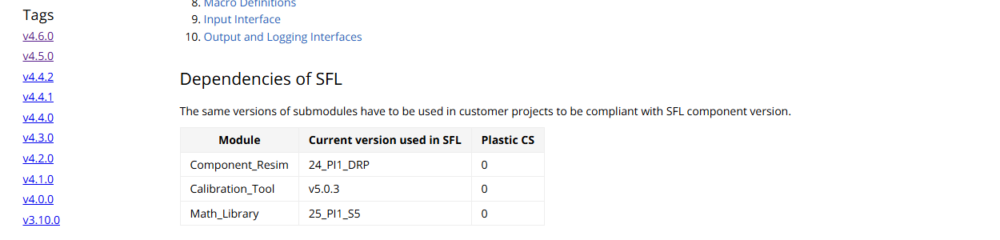 Tags
v4.6.0
v4.5.0
v4.4.2
v4.4.1
v4.4.0
v4.3.0
v4.2.0
v4.1.0
v4.0.0
v3.10.0
8. Macro Definitions
9. Input Interface
10. Output and Logging Interfaces
Dependencies of SFL
The same versions of submodules have to be used in customer projects to be compliant with SFL component version.
Module Current version used in SFL Plastic CS
Component_Resim 24_PI1_DRP 0
Calibration_Tool v5.0.3 0
Math_Library 25_PI1_S5 0